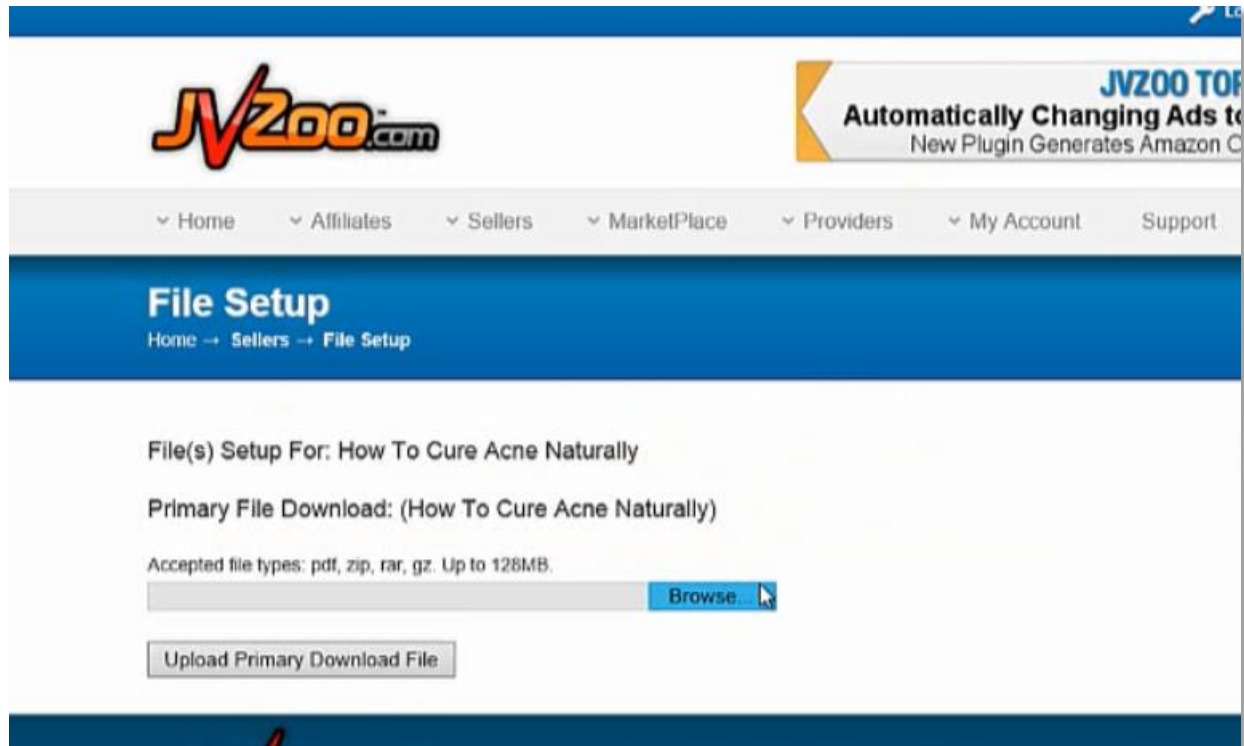 JVZoo.com
JVZOO TOP
Automatically Changing Ads to
New Plugin Generates Amazon
Home Affiliates Sellers MarketPlace Providers My Account Support
File Setup
Home → Sellers → File Setup
File(s) Setup For: How To Cure Acne Naturally
Primary File Download: (How To Cure Acne Naturally)
Accepted file types: pdf, zip, rar, gz. Up to 128MB.
Browse...
Upload Primary Download File